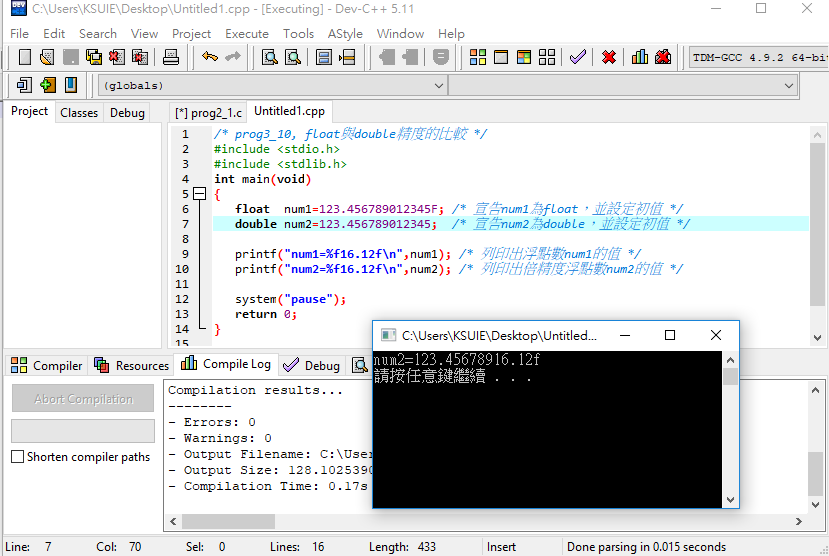 C:\Users\KSUIE\Desktop\Untitled1.cpp - [Executing] - Dev-C++ 5.11
File Edit Search View Project Execute Tools AStyle Window Help
TDM-GCC 4.9.2 64-bi
(globals)
Project Classes Debug
[*] prog2_1.c Untitled1.cpp
1 /* prog3_10, float與double精度的比較 */
2 #include <stdio.h>
3 #include <stdlib.h>
4 int main(void)
5 {
6 float num1=123.456789012345F; /* 宣告num1為float，並設定初值 */
7 double num2=123.456789012345; /* 宣告num2為double，並設定初值 */
8
9 printf("num1=%f16.12f\n",num1); /* 列印出浮點數num1的值 */
10 printf("num2=%f16.12f\n",num2); /* 列印出倍精度浮點數num2的值 */
11
12 system("pause");
13 return 0;
14 }
15
C:\Users\KSUIE\Desktop\Untitled...
num2=123.45678916.12f
請按任意鍵繼續 . . .
Compiler Resources Compile Log Debug
Abort Compilation
Shorten compiler paths
Compilation results...
--------
- Errors: 0
- Warnings: 0
- Output Filename: C:\User
- Output Size: 128.1025390
- Compilation Time: 0.17s
Line: 7 Col: 70 Sel: 0 Lines: 16 Length: 433 Insert Done parsing in 0.015 seconds